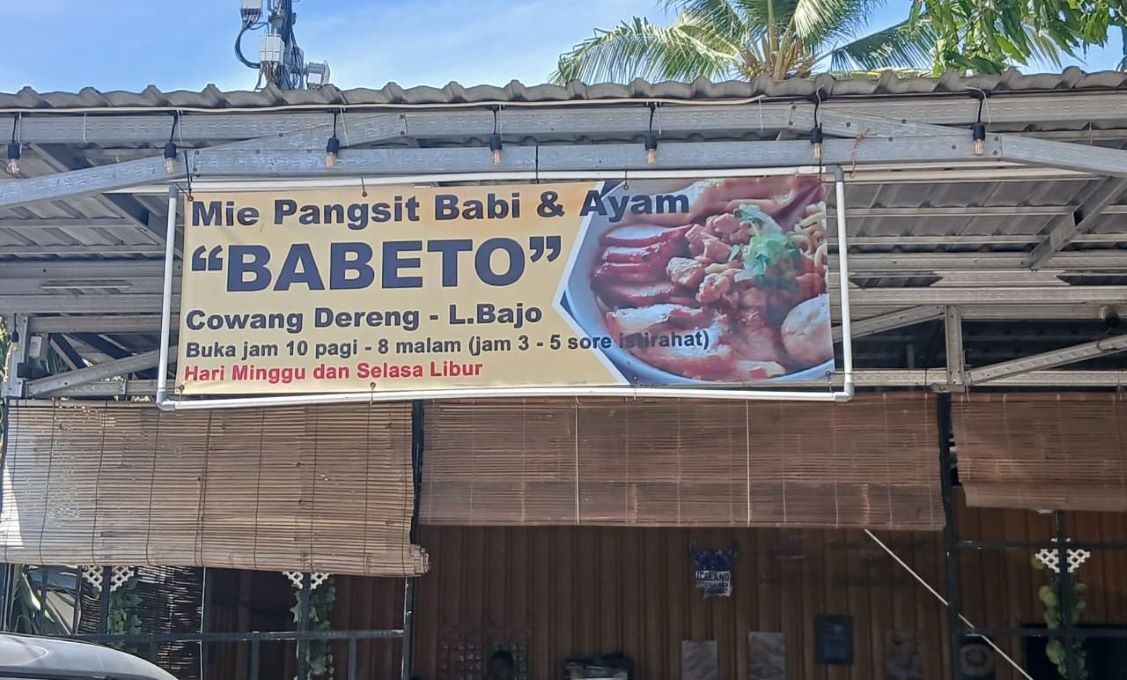 Mie Pangsit Babi & Ayam
“BABETO”
Cowang Dereng - L.Bajo
Buka jam 10 pagi - 8 malam (jam 3 - 5 sore istirahat)
Hari Minggu dan Selasa Libur